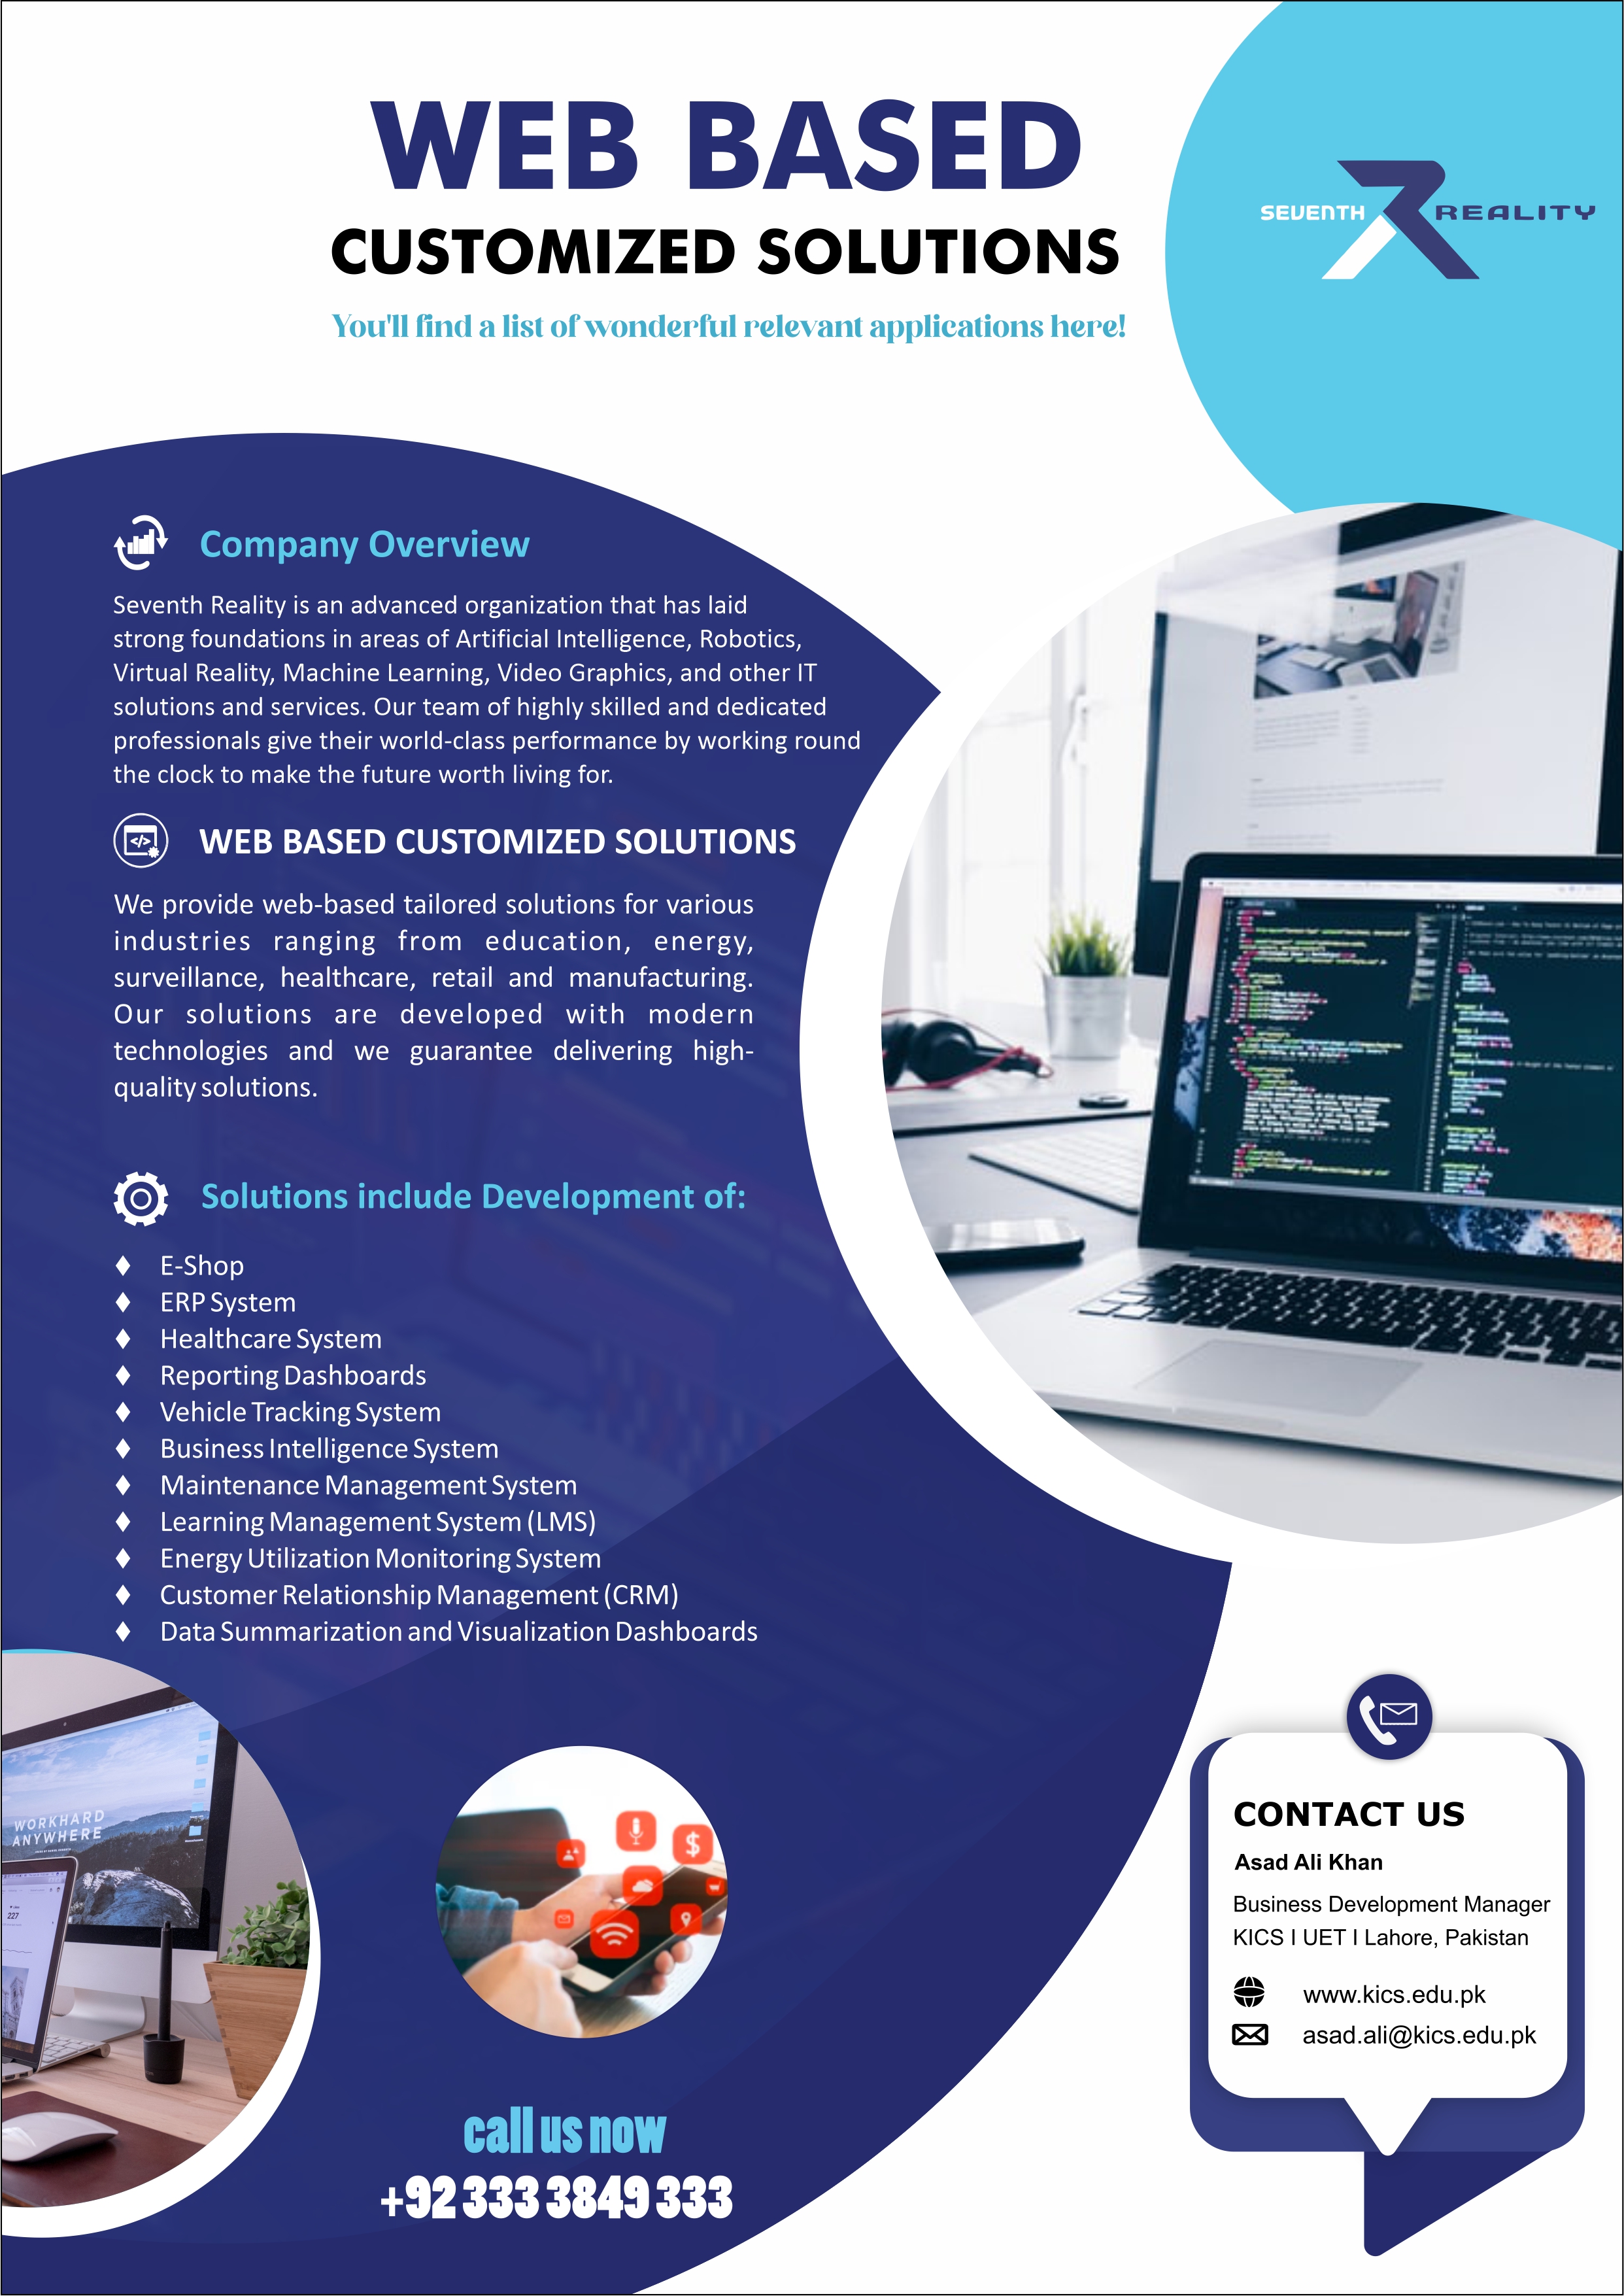 WEB BASED
CUSTOMIZED SOLUTIONS
You'll find a list of wonderful relevant applications here!
SEVENTH REALITY
Company Overview
Seventh Reality is an advanced organization that has laid
strong foundations in areas of Artificial Intelligence, Robotics,
Virtual Reality, Machine Learning, Video Graphics, and other IT
solutions and services. Our team of highly skilled and dedicated
professionals give their world-class performance by working round
the clock to make the future worth living for.
WEB BASED CUSTOMIZED SOLUTIONS
We provide web-based tailored solutions for various
industries ranging from education, energy,
surveillance, healthcare, retail and manufacturing.
Our solutions are developed with modern
technologies and we guarantee delivering high-
quality solutions.
Solutions include Development of:
♦ E-Shop
♦ ERP System
♦ Healthcare System
♦ Reporting Dashboards
♦ Vehicle Tracking System
♦ Business Intelligence System
♦ Maintenance Management System
♦ Learning Management System (LMS)
♦ Energy Utilization Monitoring System
♦ Customer Relationship Management (CRM)
♦ Data Summarization and Visualization Dashboards
WORKHARD
ANYWHERE
227
$
call us now
+92 333 3849 333
CONTACT US
Asad Ali Khan
Business Development Manager
KICS I UET I Lahore, Pakistan
www.kics.edu.pk
asad.ali@kics.edu.pk